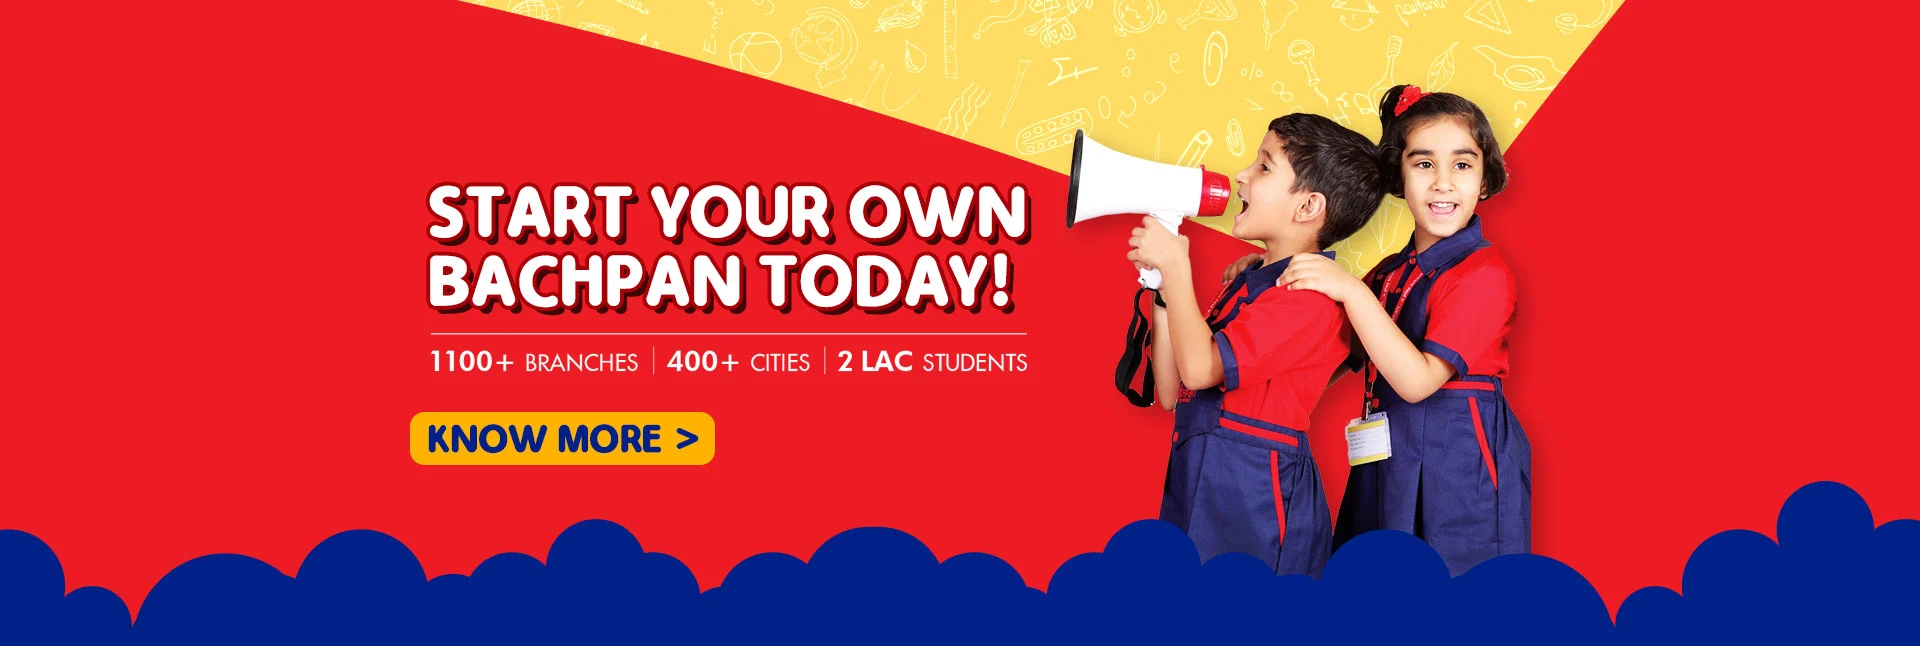 START YOUR OWN
BACHPAN TODAY!
1100+ BRANCHES | 400+ CITIES | 2 LAC STUDENTS
KNOW MORE >